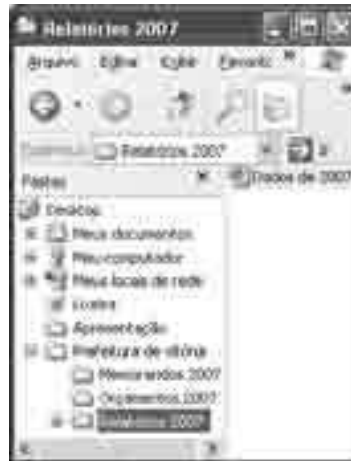 Relatórios 2007
Arquivo Editar Exibir Favorito »
Relatórios 2007
Pastas × Dados de 2007
Desktop
Meus documentos
Meu computador
Meus locais de rede
Lixeira
Apresentação
Prefeitura de vitória
Memorandos 2007
Orçamentos 2007
Relatórios 2007